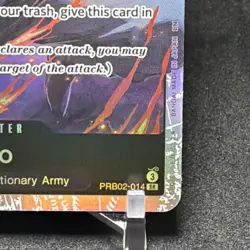 our trash, give this card in
clares an attack, you may
arget of the attack.)
TER
O
tionary Army
PRB02-014 SR 3